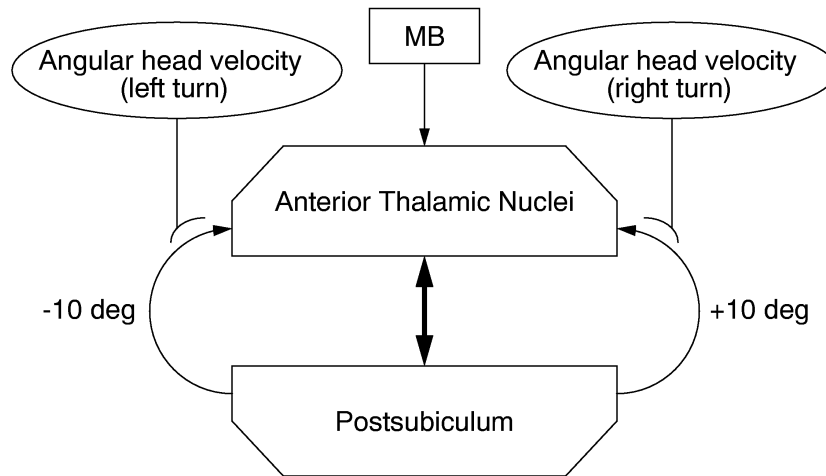 Angular head velocity
(left turn)
MB
Angular head velocity
(right turn)
Anterior Thalamic Nuclei
-10 deg
+10 deg
Postsubiculum